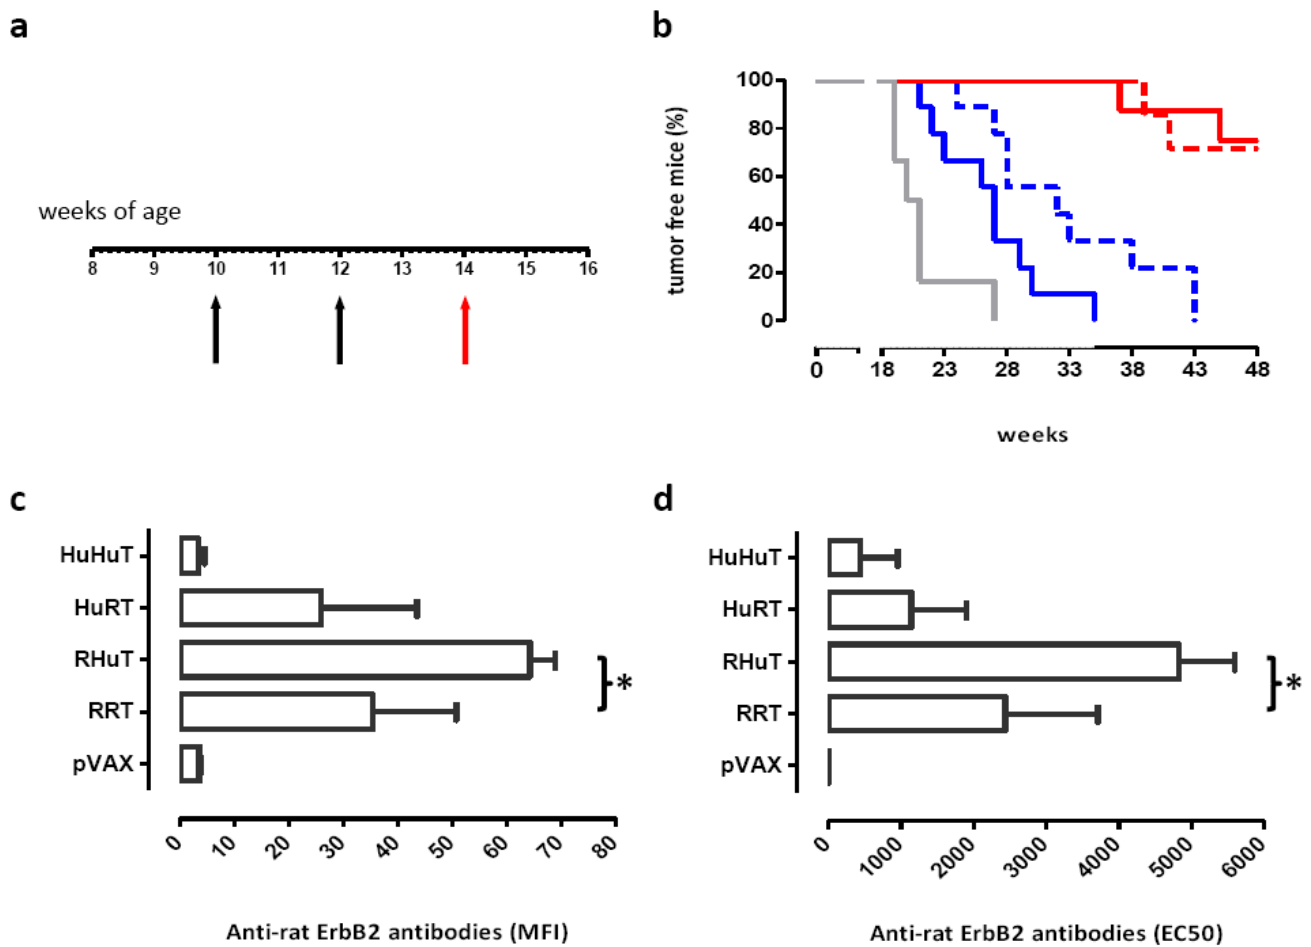 a
weeks of age
8 9 10 11 12 13 14 15 16
b
tumor free mice (%)
100
80
60
40
20
0
0 18 23 28 33 38 43 48
weeks
c
HuHuT
HuRT
RHuT
*
RRT
pVAX
0 10 20 30 40 50 60 70 80
Anti-rat ErbB2 antibodies (MFI)
d
HuHuT
HuRT
RHuT
*
RRT
pVAX
0 1000 2000 3000 4000 5000 6000
Anti-rat ErbB2 antibodies (EC50)